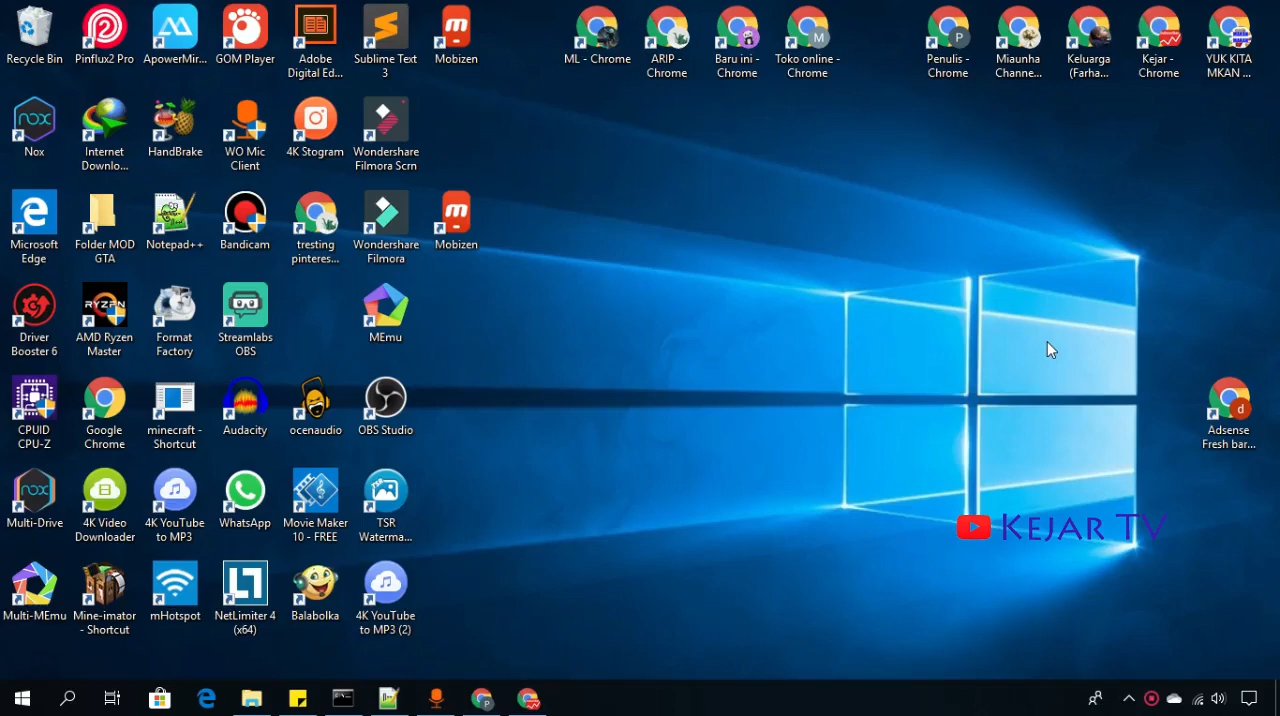 Recycle Bin
Pinflux2 Pro
ApowerMir...
GOM Player
Adobe
Digital Ed...
Sublime Text
3
Mobizen
ML - Chrome
ARIP -
Chrome
Baru ini -
Chrome
Toko online -
Chrome
Penulis -
Chrome
Miaunha
Channe...
Keluarga
(Farha...
Kejar -
Chrome
YUK KITA
MKAN ...
Nox
Internet
Downlo...
HandBrake
WO Mic
Client
4K Stogram
Wondershare
Filmora Scrn
Microsoft
Edge
Folder MOD
GTA
Notepad++
Bandicam
tresting
pinteres...
Wondershare
Filmora
Mobizen
Driver
Booster 6
AMD Ryzen
Master
Format
Factory
Streamlabs
OBS
MEmu
CPUID
CPU-Z
Google
Chrome
minecraft -
Shortcut
Audacity
ocenaudio
OBS Studio
Adsense
Fresh bar...
Multi-Drive
4K Video
Downloader
4K YouTube
to MP3
WhatsApp
Movie Maker
10 - FREE
TSR
Waterma...
Kejar TV
Multi-MEmu
Mine-imator
- Shortcut
mHotspot
NetLimiter 4
(x64)
Balabolka
4K YouTube
to MP3 (2)